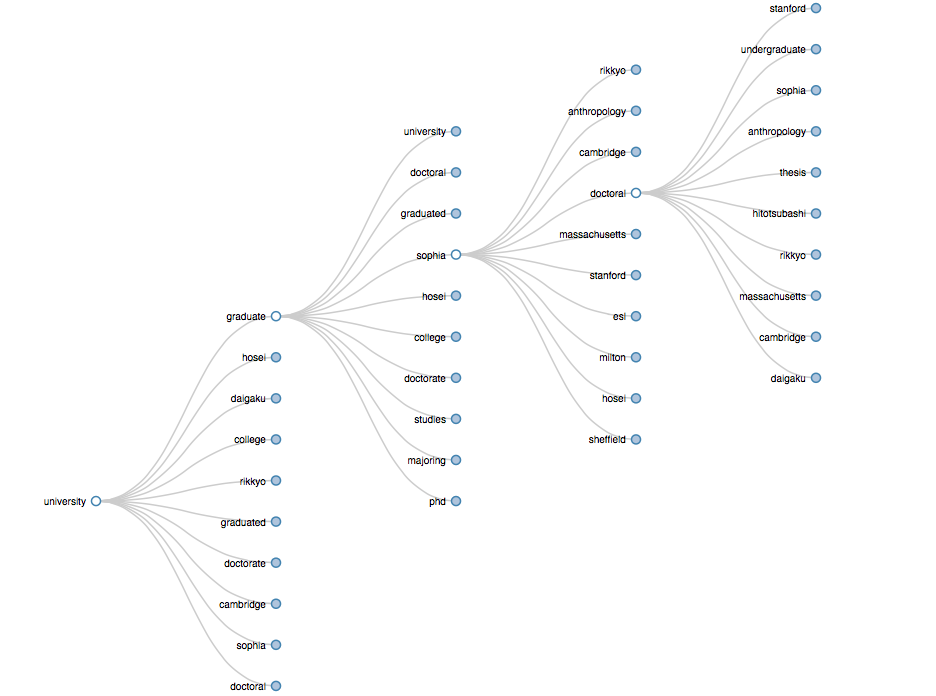 university
graduate
hosei
daigaku
college
rikkyo
graduated
doctorate
cambridge
sophia
doctoral
university
doctoral
graduated
sophia
hosei
college
doctorate
studies
majoring
phd
rikkyo
anthropology
cambridge
doctoral
massachusetts
stanford
esl
milton
hosei
sheffield
stanford
undergraduate
sophia
anthropology
thesis
hitotsubashi
rikkyo
massachusetts
cambridge
daigaku